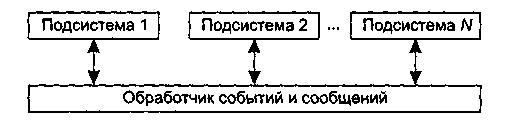 Подсистема 1 Подсистема 2 ... Подсистема N
Обработчик событий и сообщений